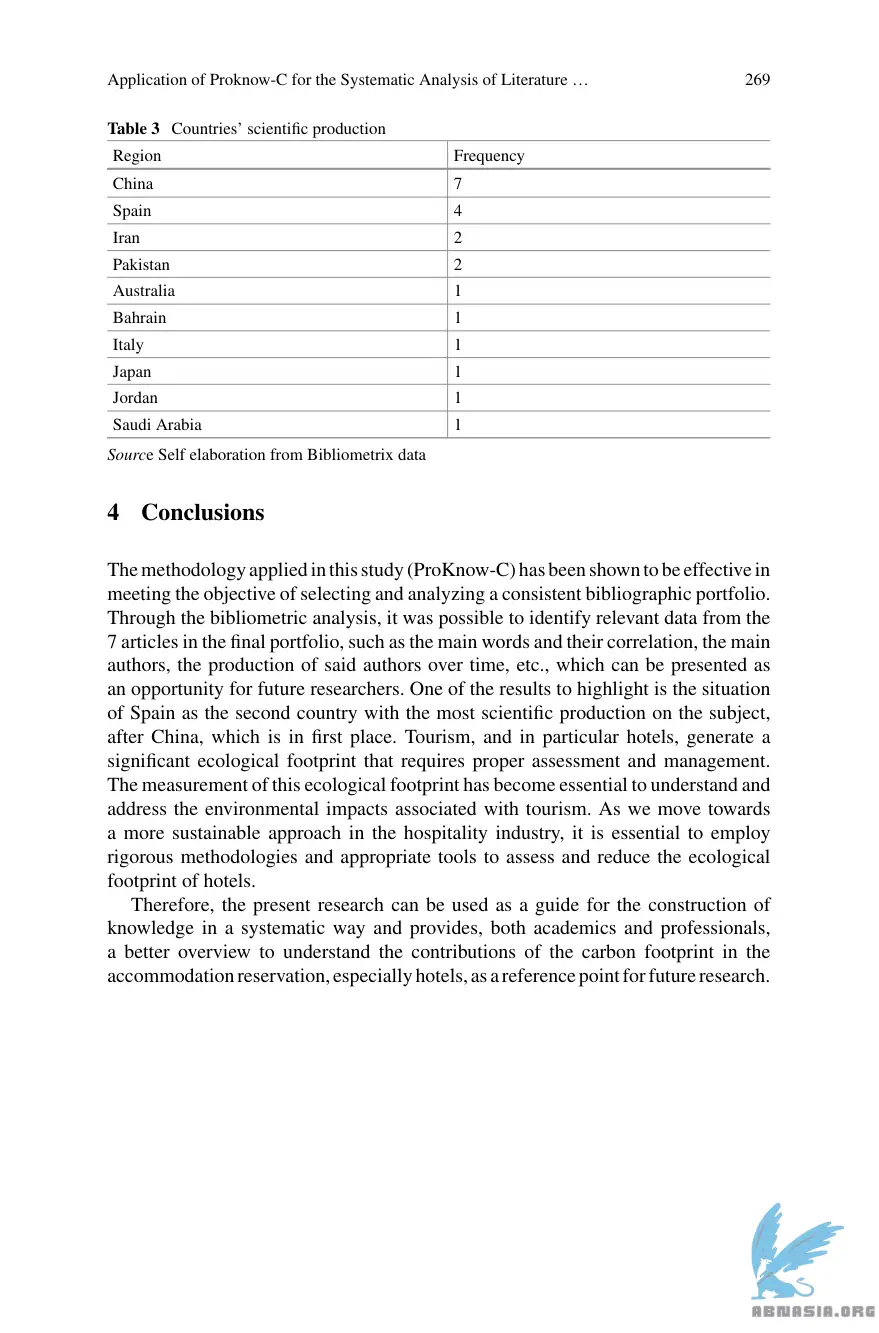 Application of Proknow-C for the Systematic Analysis of Literature … 269
Table 3 Countries’ scientific production
Region Frequency
China 7
Spain 4
Iran 2
Pakistan 2
Australia 1
Bahrain 1
Italy 1
Japan 1
Jordan 1
Saudi Arabia 1
Source Self elaboration from Bibliometrix data
4 Conclusions
The methodology applied in this study (ProKnow-C) has been shown to be effective in
meeting the objective of selecting and analyzing a consistent bibliographic portfolio.
Through the bibliometric analysis, it was possible to identify relevant data from the
7 articles in the final portfolio, such as the main words and their correlation, the main
authors, the production of said authors over time, etc., which can be presented as
an opportunity for future researchers. One of the results to highlight is the situation
of Spain as the second country with the most scientific production on the subject,
after China, which is in first place. Tourism, and in particular hotels, generate a
significant ecological footprint that requires proper assessment and management.
The measurement of this ecological footprint has become essential to understand and
address the environmental impacts associated with tourism. As we move towards
a more sustainable approach in the hospitality industry, it is essential to employ
rigorous methodologies and appropriate tools to assess and reduce the ecological
footprint of hotels.
Therefore, the present research can be used as a guide for the construction of
knowledge in a systematic way and provides, both academics and professionals,
a better overview to understand the contributions of the carbon footprint in the
accommodation reservation, especially hotels, as a reference point for future research.
ABNASIA.ORG